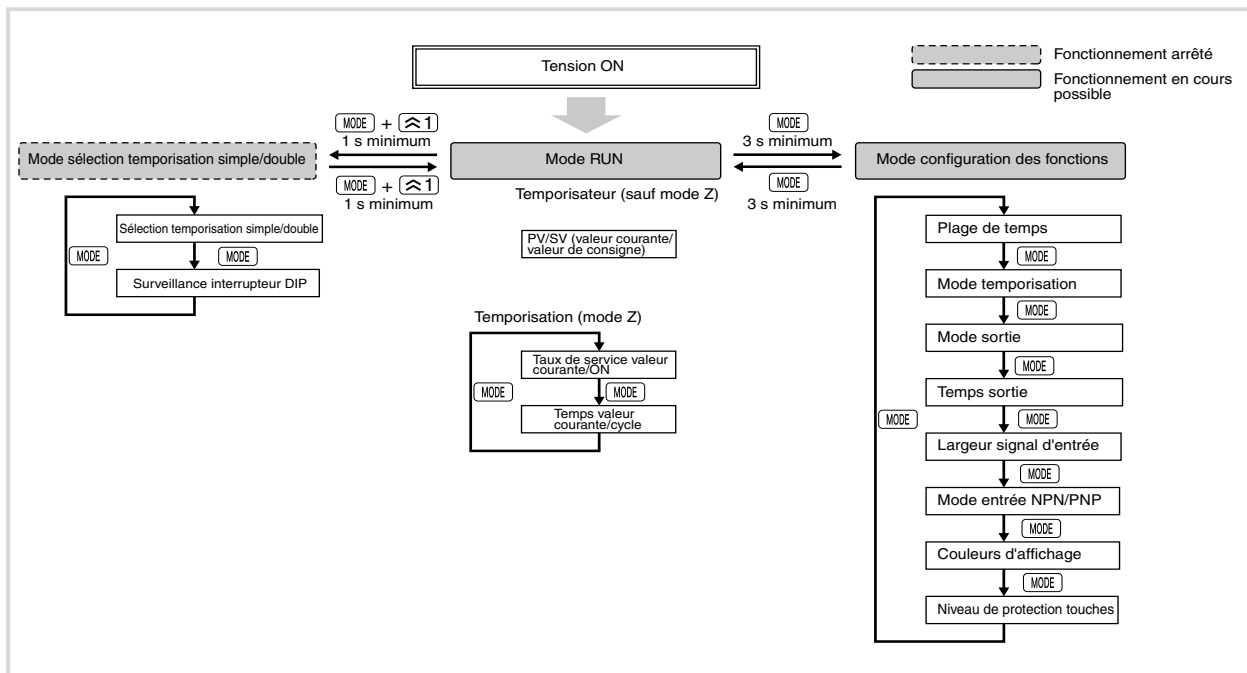 Tension ON
Fonctionnement arrêté
Fonctionnement en cours
possible
MODE + 1
1 s minimum
MODE
3 s minimum
Mode sélection temporisation simple/double
Mode RUN
Mode configuration des fonctions
MODE + 1
1 s minimum
MODE
3 s minimum
Temporisateur (sauf mode Z)
Sélection temporisation simple/double
MODE
MODE
Surveillance interrupteur DIP
PV/SV (valeur courante/
valeur de consigne)
Temporisation (mode Z)
Taux de service valeur
courante/ON
MODE
MODE
Temps valeur
courante/cycle
Plage de temps
MODE
Mode temporisation
MODE
Mode sortie
MODE
Temps sortie
MODE
MODE
Largeur signal d'entrée
MODE
Mode entrée NPN/PNP
MODE
Couleurs d'affichage
MODE
Niveau de protection touches